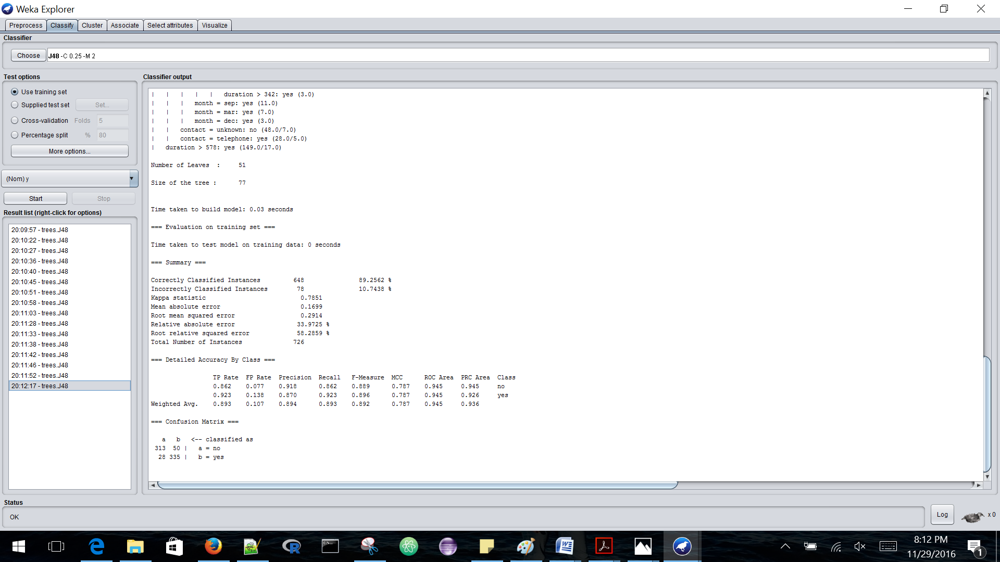 Weka Explorer
Preprocess Classify Cluster Associate Select attributes Visualize
Classifier
Choose J48 -C 0.25 -M 2
Test options
Use training set
Supplied test set Set...
Cross-validation Folds 5
Percentage split % 80
More options...
(Nom) y
Start Stop
Result list (right-click for options)
20:09:57 - trees.J48
20:10:22 - trees.J48
20:10:27 - trees.J48
20:10:36 - trees.J48
20:10:40 - trees.J48
20:10:45 - trees.J48
20:10:51 - trees.J48
20:10:58 - trees.J48
20:11:03 - trees.J48
20:11:28 - trees.J48
20:11:33 - trees.J48
20:11:38 - trees.J48
20:11:42 - trees.J48
20:11:46 - trees.J48
20:11:52 - trees.J48
20:12:17 - trees.J48
Classifier output
| | | | | duration > 342: yes (3.0)
| | | month = sep: yes (11.0)
| | | month = mar: yes (7.0)
| | | month = dec: yes (3.0)
| | contact = unknown: no (48.0/7.0)
| | contact = telephone: yes (28.0/5.0)
| duration > 578: yes (149.0/17.0)
Number of Leaves : 51
Size of the tree : 77
Time taken to build model: 0.03 seconds
=== Evaluation on training set ===
Time taken to test model on training data: 0 seconds
=== Summary ===
Correctly Classified Instances 648 89.2562 %
Incorrectly Classified Instances 78 10.7438 %
Kappa statistic 0.7851
Mean absolute error 0.1699
Root mean squared error 0.2914
Relative absolute error 33.9725 %
Root relative squared error 58.2859 %
Total Number of Instances 726
=== Detailed Accuracy By Class ===
TP Rate FP Rate Precision Recall F-Measure MCC ROC Area PRC Area Class
0.862 0.077 0.918 0.862 0.889 0.787 0.945 0.945 no
0.923 0.138 0.870 0.923 0.896 0.787 0.945 0.926 yes
Weighted Avg. 0.893 0.107 0.894 0.893 0.892 0.787 0.945 0.936
=== Confusion Matrix ===
a b <-- classified as
313 50 | a = no
28 335 | b = yes
Status
OK
Log
x 0
8:12 PM
11/29/2016
1